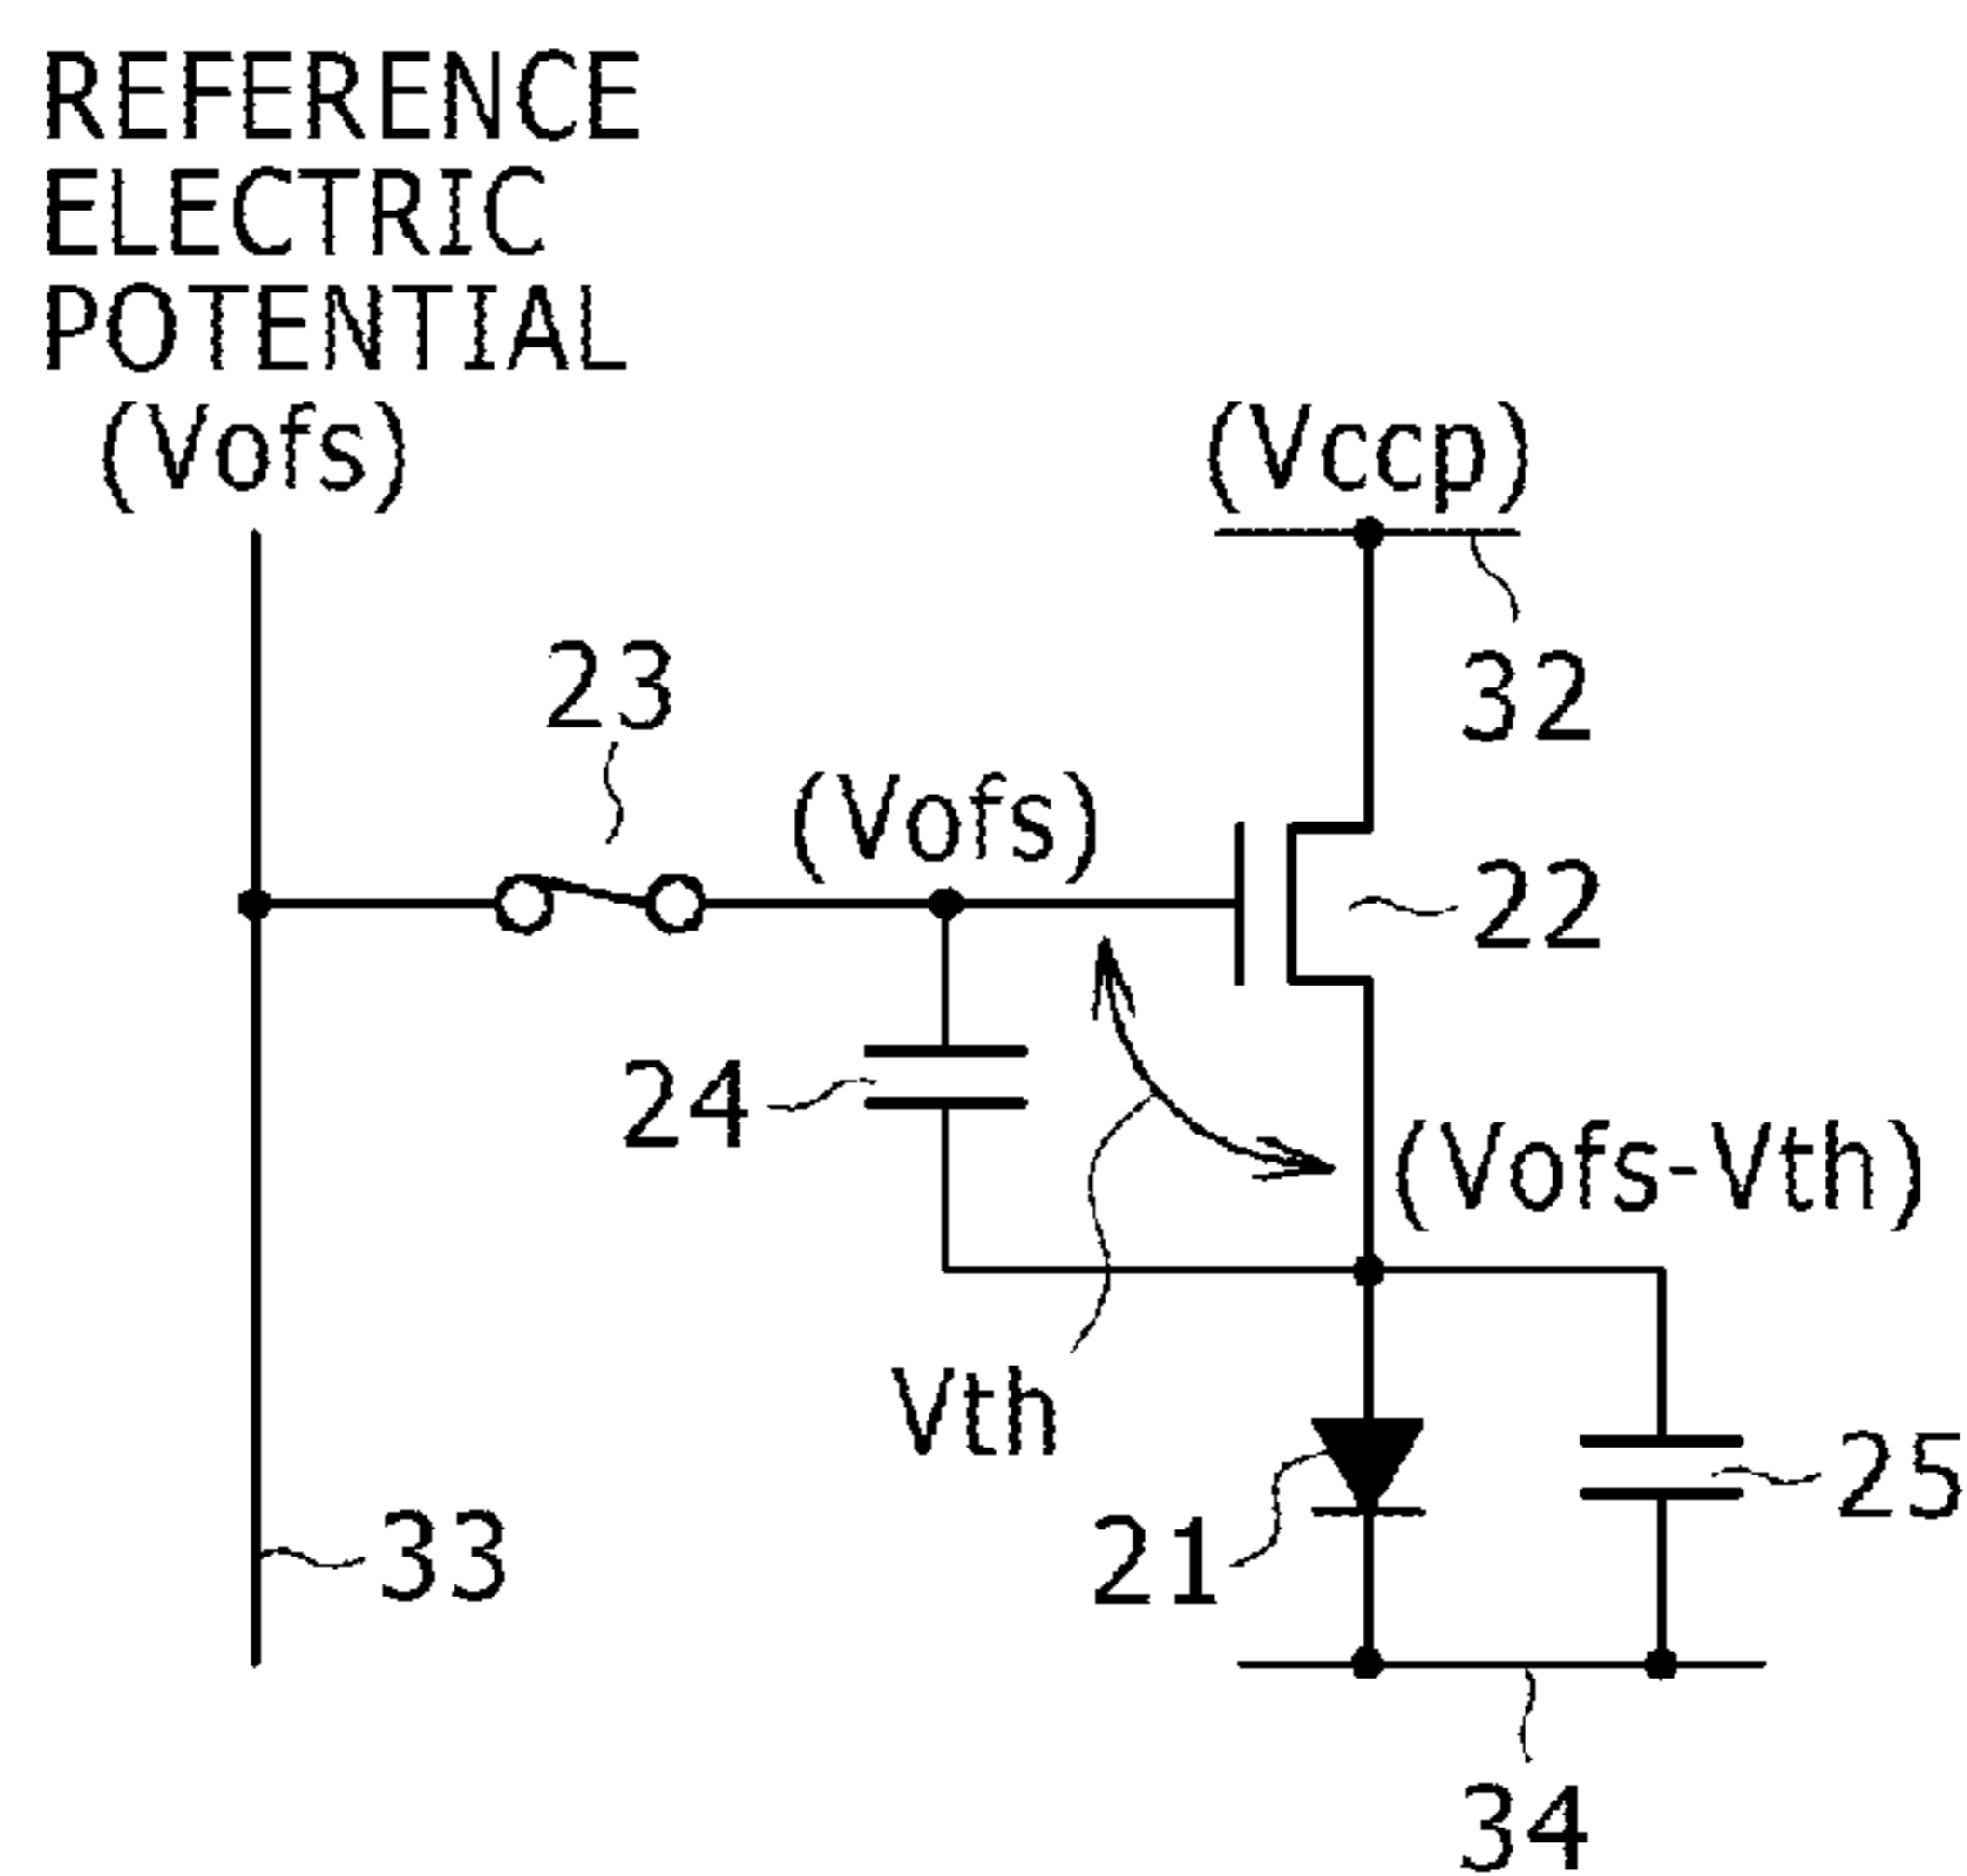 REFERENCE
ELECTRIC
POTENTIAL
(Vofs)
(Vccp)
32
23
(Vofs)
22
24
(Vofs-Vth)
Vth
21
25
33
34